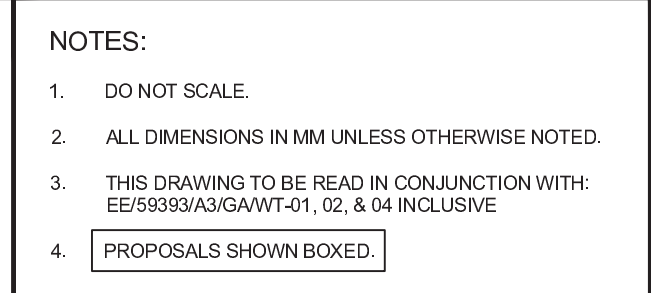 NOTES:
1. DO NOT SCALE.
2. ALL DIMENSIONS IN MM UNLESS OTHERWISE NOTED.
3. THIS DRAWING TO BE READ IN CONJUNCTION WITH:
EE/59393/A3/GA/WT-01, 02, & 04 INCLUSIVE
4. PROPOSALS SHOWN BOXED.